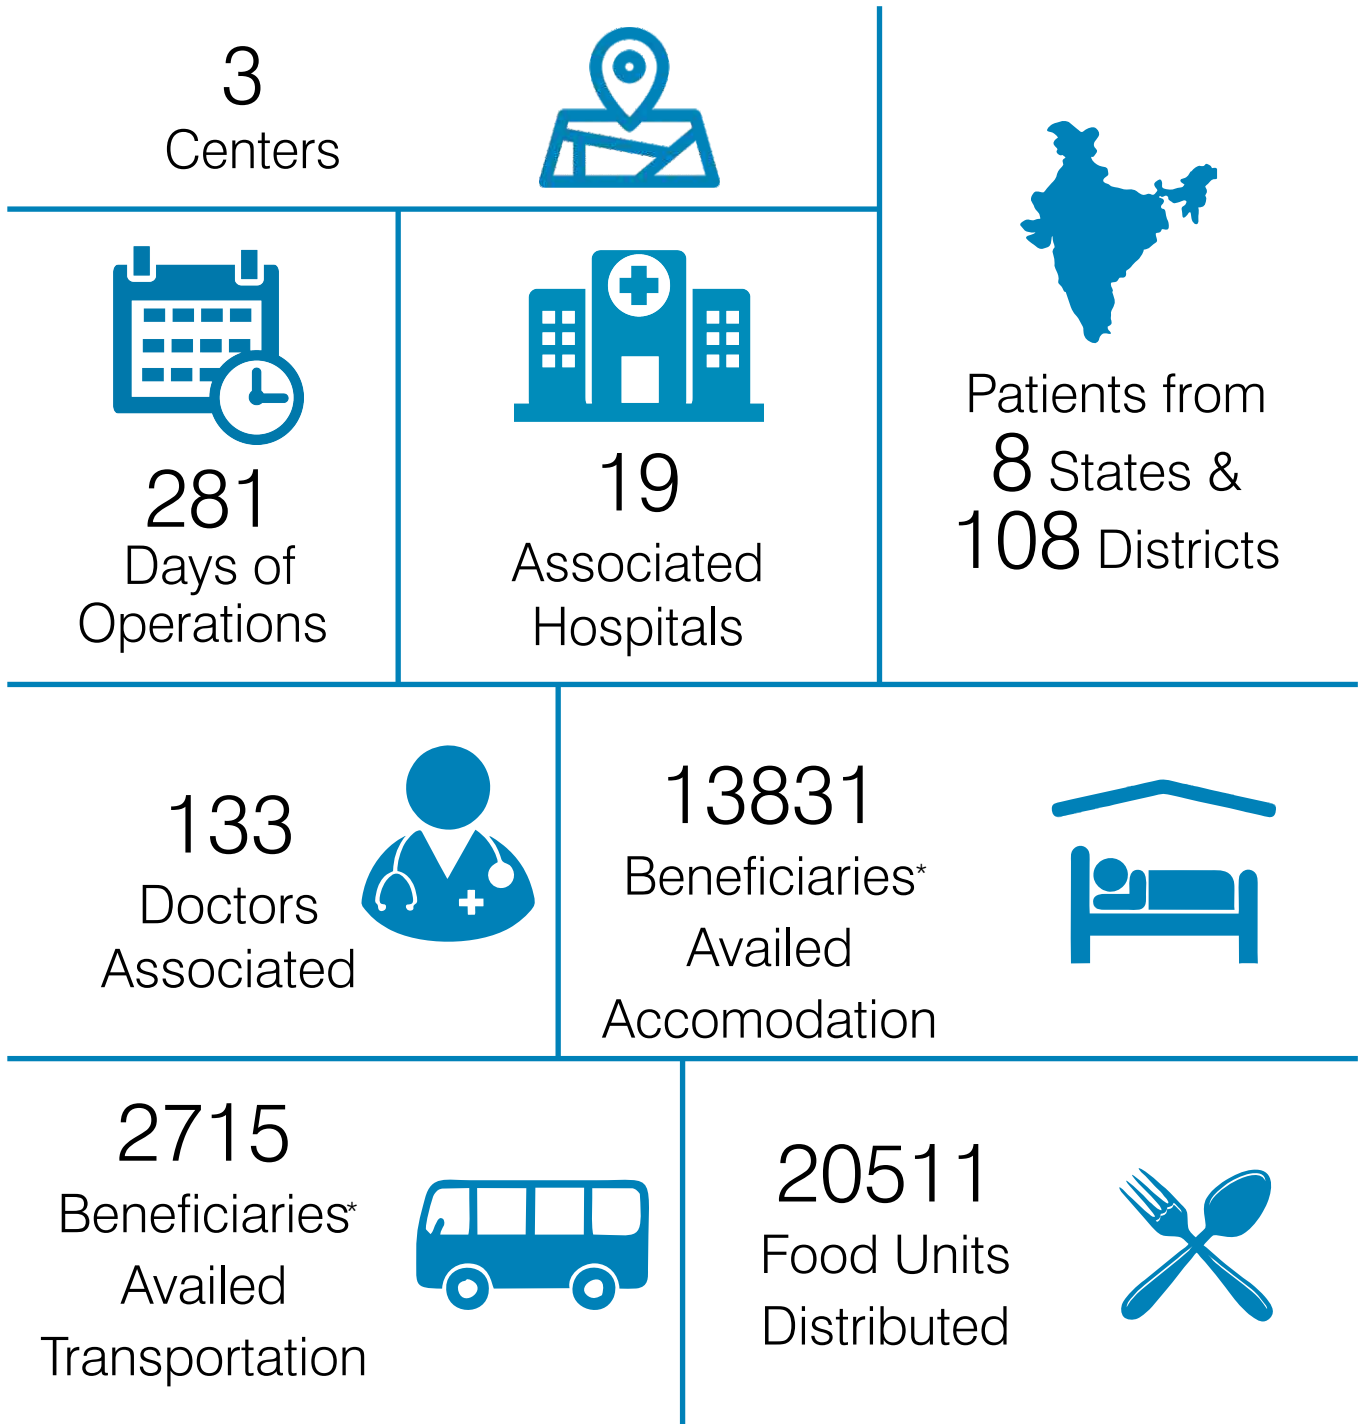 3
Centers
281
Days of
Operations
19
Associated
Hospitals
Patients from
8 States &
108 Districts
133
Doctors
Associated
13831
Beneficiaries*
Availed
Accomodation
2715
Beneficiaries*
Availed
Transportation
20511
Food Units
Distributed